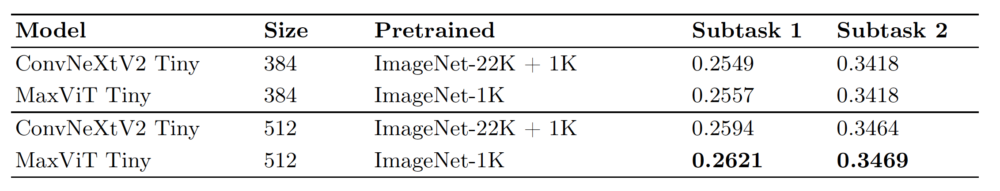 Model Size Pretrained Subtask 1 Subtask 2
ConvNeXtV2 Tiny 384 ImageNet-22K + 1K 0.2549 0.3418
MaxViT Tiny 384 ImageNet-1K 0.2557 0.3418
ConvNeXtV2 Tiny 512 ImageNet-22K + 1K 0.2594 0.3464
MaxViT Tiny 512 ImageNet-1K 0.2621 0.3469